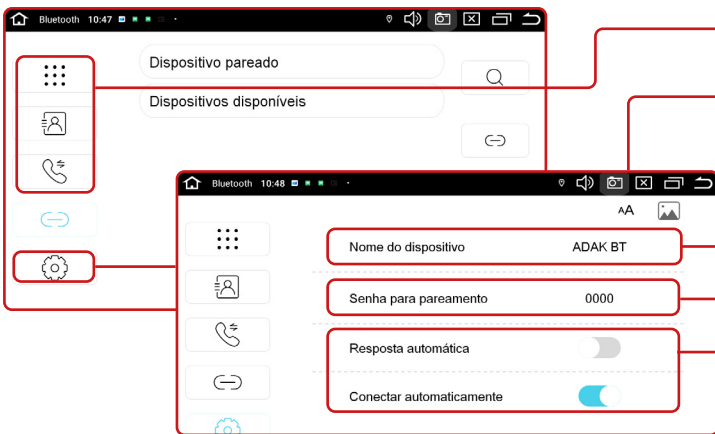 Bluetooth 10:47
Dispositivo pareado
Dispositivos disponíveis
Bluetooth 10:48
AA
Nome do dispositivo ADAK BT
Senha para pareamento 0000
Resposta automática
Conectar automaticamente